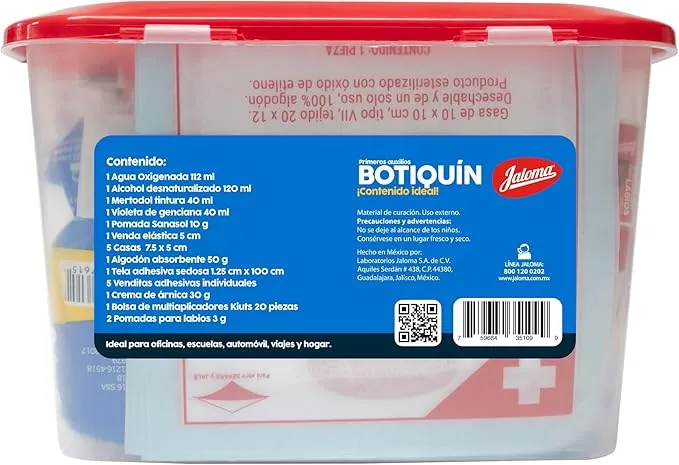 CONTENIDO: 1 PIEZA
Producto esterilizado con óxido de etileno.
Desechable y de un solo uso, 100% algodón.
Gasa de 10 x 10 cm, tipo VII, tejido 20 x 12.
Contenido:
1 Agua Oxigenada 112 ml
1 Alcohol desnaturalizado 120 ml
1 Mertodol tintura 40 ml
1 Violeta de genciana 40 ml
1 Pomada Sanasol 10 g
1 Venda elástica 5 cm
5 Gasas 7.5 x 5 cm
1 Algodón absorbente 50 g
1 Tela adhesiva sedosa 1.25 cm x 100 cm
5 Venditas adhesivas individuales
1 Crema de árnica 30 g
1 Bolsa de multiaplicadores Kiuts 20 piezas
2 Pomadas para labios 3 g
Ideal para oficinas, escuelas, automóvil, viajes y hogar.
Primeros auxilios
BOTIQUÍN
¡Contenido ideal!
Jaloma
Material de curación. Uso externo.
Precauciones y advertencias:
No se deje al alcance de los niños.
Consérvese en un lugar fresco y seco.
Hecho en México por:
Laboratorios Jaloma S.A. de C.V.
Aquiles Serdán # 438, C.P. 44380,
Guadalajara, Jalisco, México.
LÍNEA JALOMA:
800 120 0202
www.jaloma.com.mx
7 59684 35109 9